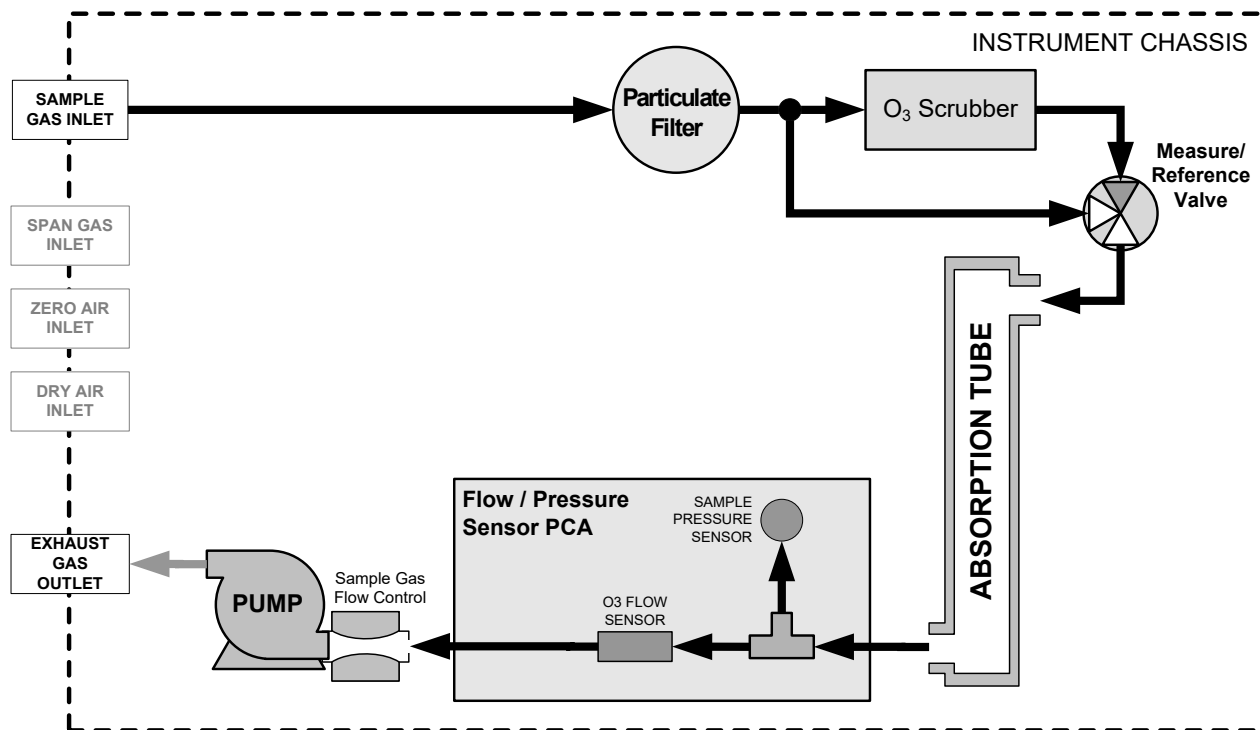 INSTRUMENT CHASSIS
SAMPLE
GAS INLET
Particulate
Filter
O₃ Scrubber
Measure/
Reference
Valve
SPAN GAS
INLET
ZERO AIR
INLET
DRY AIR
INLET
ABSORPTION TUBE
Flow / Pressure
Sensor PCA
SAMPLE
PRESSURE
SENSOR
EXHAUST
GAS
OUTLET
PUMP
Sample Gas
Flow Control
O3 FLOW
SENSOR